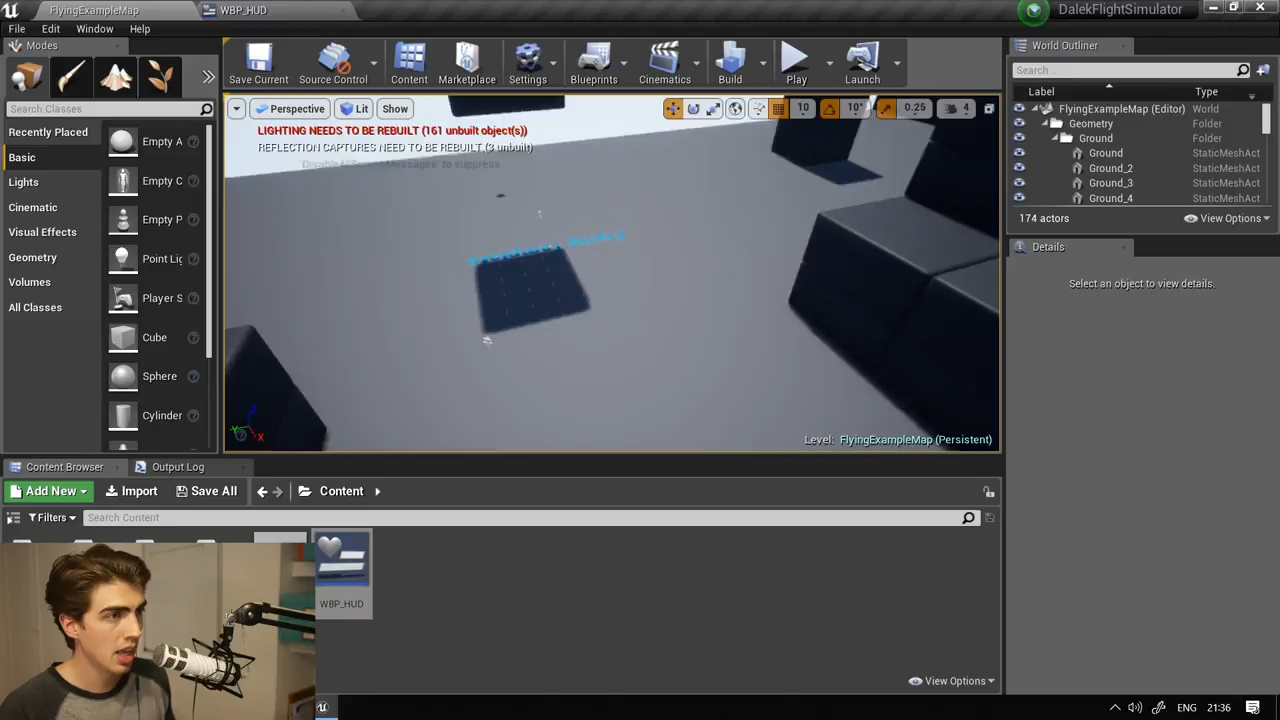 FlyingExampleMap
WBP_HUD
DalekFlightSimulator
File Edit Window Help
Modes
Search Classes
Recently Placed
Basic
Lights
Cinematic
Visual Effects
Geometry
Volumes
All Classes
Empty A
Empty C
Empty P
Point Lig
Player S
Cube
Sphere
Cylinder
Save Current
Source Control
Content
Marketplace
Settings
Blueprints
Cinematics
Build
Play
Launch
Perspective
Lit
Show
10
10°
0.25
4
LIGHTING NEEDS TO BE REBUILT (161 unbuilt object(s))
REFLECTION CAPTURES NEED TO BE REBUILT (3 unbuilt)
'DisableAllScreenMessages' to suppress
Level: FlyingExampleMap (Persistent)
World Outliner
Search...
Label Type
FlyingExampleMap (Editor) World
Geometry Folder
Ground Folder
Ground StaticMeshAct
Ground_2 StaticMeshAct
Ground_3 StaticMeshAct
Ground_4 StaticMeshAct
174 actors
View Options
Details
Select an object to view details.
Content Browser
Output Log
Add New
Import
Save All
Content
Filters
Search Content
WBP_HUD
View Options
ENG 21:36